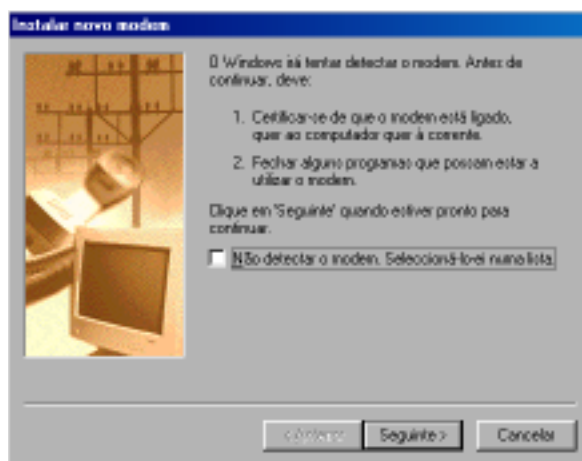 Instalar novo modem
O Windows irá tentar detectar o modem. Antes de
continuar, deve:
1. Certificar-se de que o modem está ligado,
quer ao computador quer à corrente.
2. Fechar alguns programas que possam estar a
utilizar o modem.
Clique em 'Seguinte' quando estiver pronto para
continuar.
Não detectar o modem. Seleccioná-lo-ei numa lista.
< Anterior
Seguinte >
Cancelar